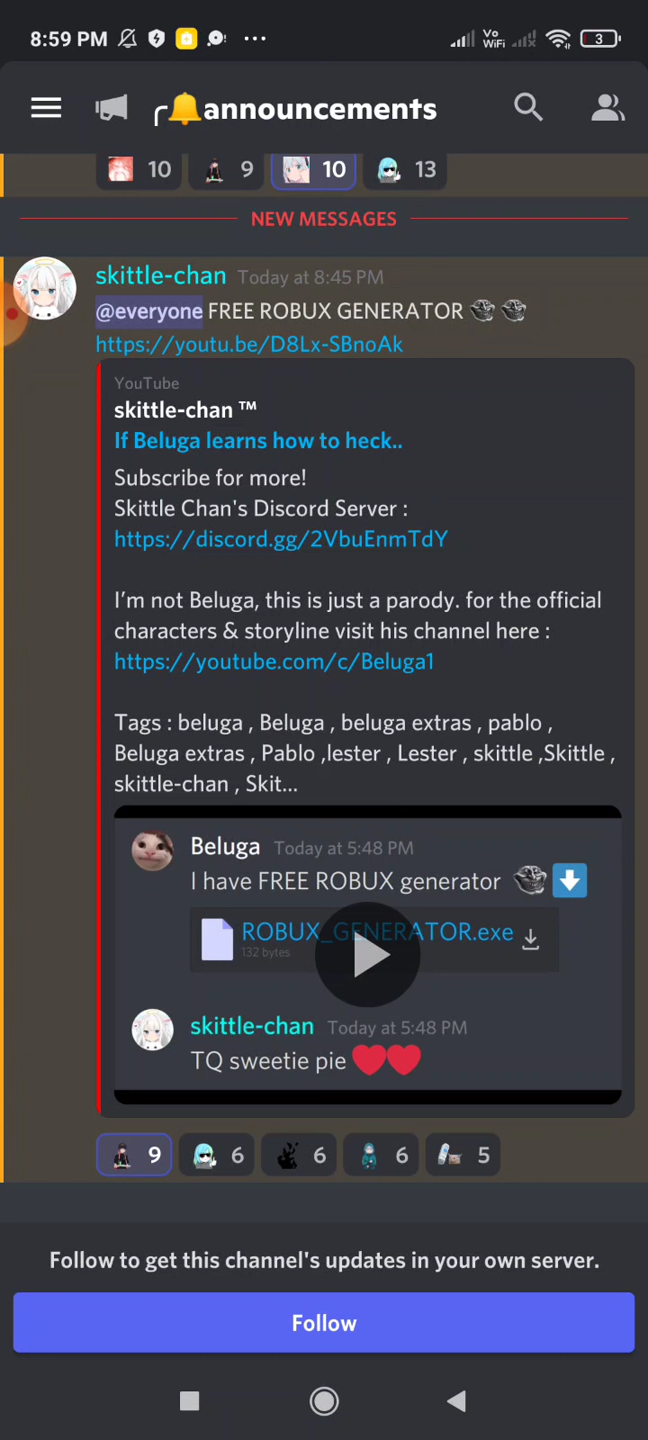 8:59 PM
Vo
WiFi
3
announcements
10 9 10 13
NEW MESSAGES
skittle-chan Today at 8:45 PM
@everyone FREE ROBUX GENERATOR
https://youtu.be/D8Lx-SBnoAk
YouTube
skittle-chan ™
If Beluga learns how to heck..
Subscribe for more!
Skittle Chan's Discord Server :
https://discord.gg/2VbuEnmTdY
I'm not Beluga, this is just a parody. for the official
characters & storyline visit his channel here :
https://youtube.com/c/Beluga1
Tags : beluga , Beluga , beluga extras , pablo ,
Beluga extras , Pablo ,lester , Lester , skittle ,Skittle ,
skittle-chan , Skit...
Beluga Today at 5:48 PM
I have FREE ROBUX generator
ROBUX_GENERATOR.exe
132 bytes
skittle-chan Today at 5:48 PM
TQ sweetie pie
9 6 6 6 5
Follow to get this channel's updates in your own server.
Follow